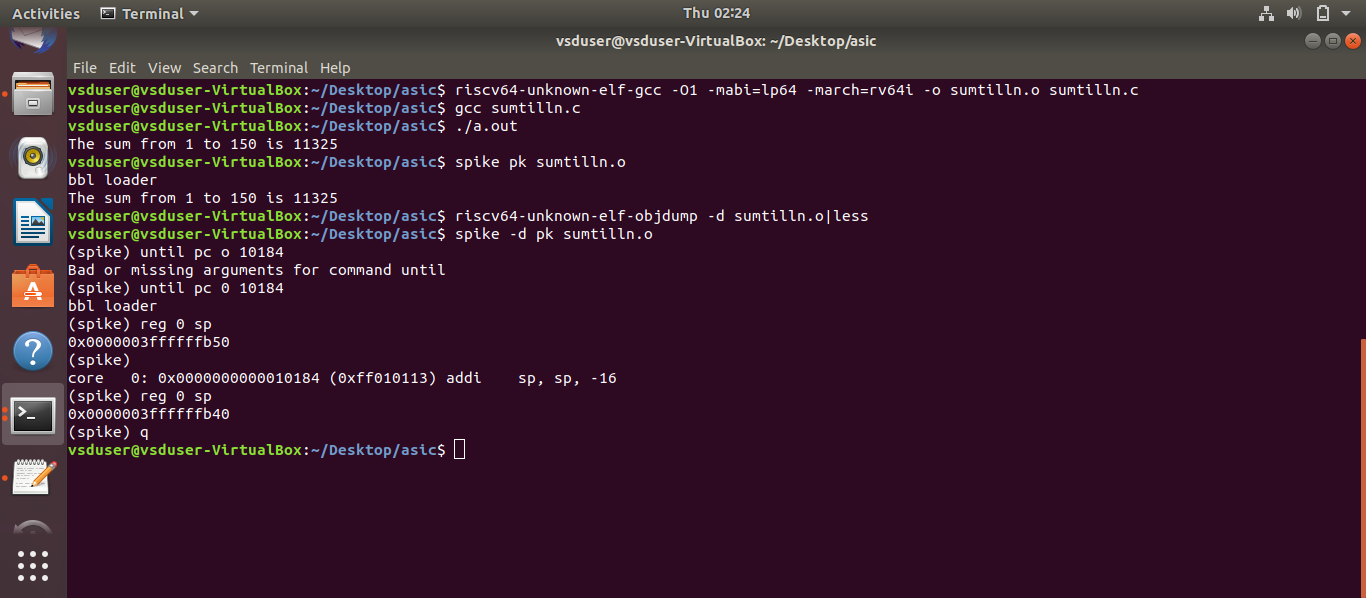 Activities Terminal Thu 02:24
vsduser@vsduser-VirtualBox: ~/Desktop/asic
File Edit View Search Terminal Help
vsduser@vsduser-VirtualBox:~/Desktop/asic$ riscv64-unknown-elf-gcc -O1 -mabi=lp64 -march=rv64i -o sumtilln.o sumtilln.c
vsduser@vsduser-VirtualBox:~/Desktop/asic$ gcc sumtilln.c
vsduser@vsduser-VirtualBox:~/Desktop/asic$ ./a.out
The sum from 1 to 150 is 11325
vsduser@vsduser-VirtualBox:~/Desktop/asic$ spike pk sumtilln.o
bbl loader
The sum from 1 to 150 is 11325
vsduser@vsduser-VirtualBox:~/Desktop/asic$ riscv64-unknown-elf-objdump -d sumtilln.o|less
vsduser@vsduser-VirtualBox:~/Desktop/asic$ spike -d pk sumtilln.o
(spike) until pc o 10184
Bad or missing arguments for command until
(spike) until pc 0 10184
bbl loader
(spike) reg 0 sp
0x0000003ffffffb50
(spike)
core   0: 0x0000000000010184 (0xff010113) addi    sp, sp, -16
(spike) reg 0 sp
0x0000003ffffffb40
(spike) q
vsduser@vsduser-VirtualBox:~/Desktop/asic$